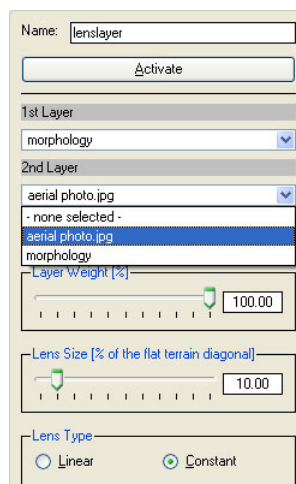 Name: lenslayer
Activate
1st Layer
morphology
2nd Layer
aerial photo.jpg
- none selected -
aerial photo.jpg
morphology
Layer Weight [%]
100.00
Lens Size [% of the flat terrain diagonal]
10.00
Lens Type
Linear Constant